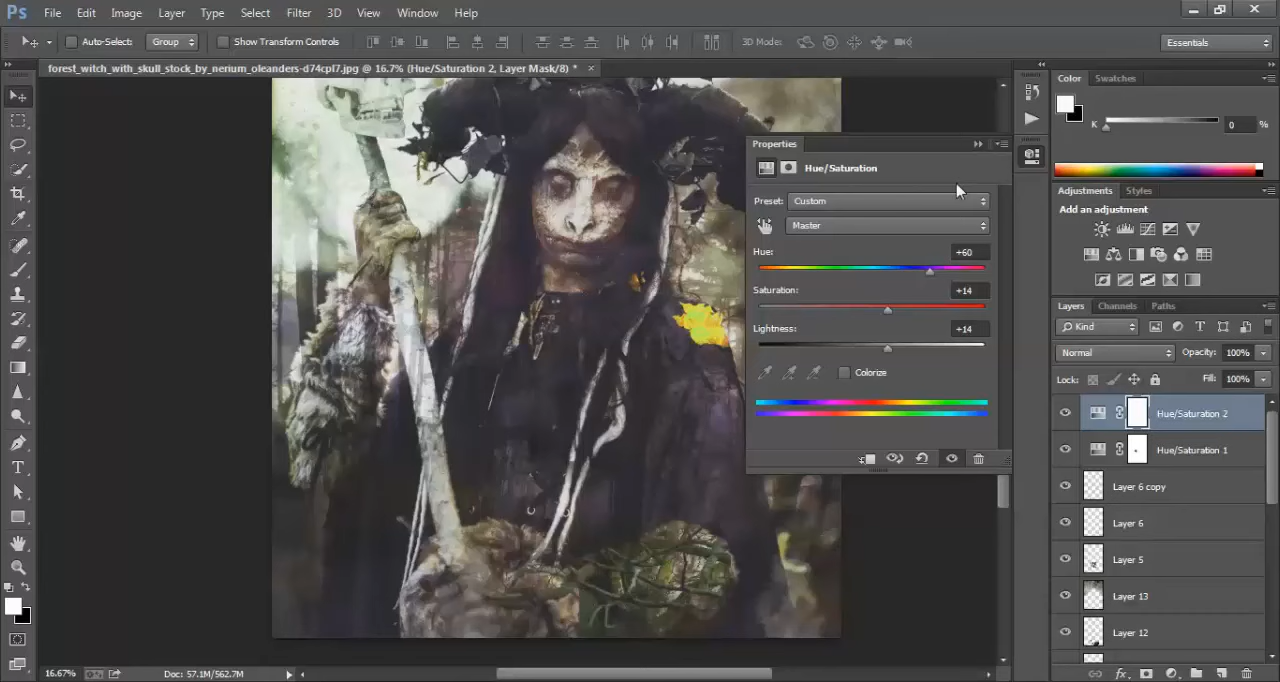 Ps File Edit Image Layer Type Select Filter 3D View Window Help
Auto-Select: Group Show Transform Controls 3D Mode: Essentials
forest_witch_with_skull_stock_by_nerium_oleanders-d74cpl7.jpg @ 16.7% (Hue/Saturation 2, Layer Mask/8) *
Color Swatches
K 0 %
Properties
Hue/Saturation
Preset: Custom
Master
Hue: +60
Saturation: +14
Lightness: +14
Colorize
Adjustments Styles
Add an adjustment
Layers Channels Paths
Kind
Normal Opacity: 100%
Lock: Fill: 100%
Hue/Saturation 2
Hue/Saturation 1
Layer 6 copy
Layer 6
Layer 5
Layer 13
Layer 12
fx
T
16.67% Doc: 57.1M/562.7M